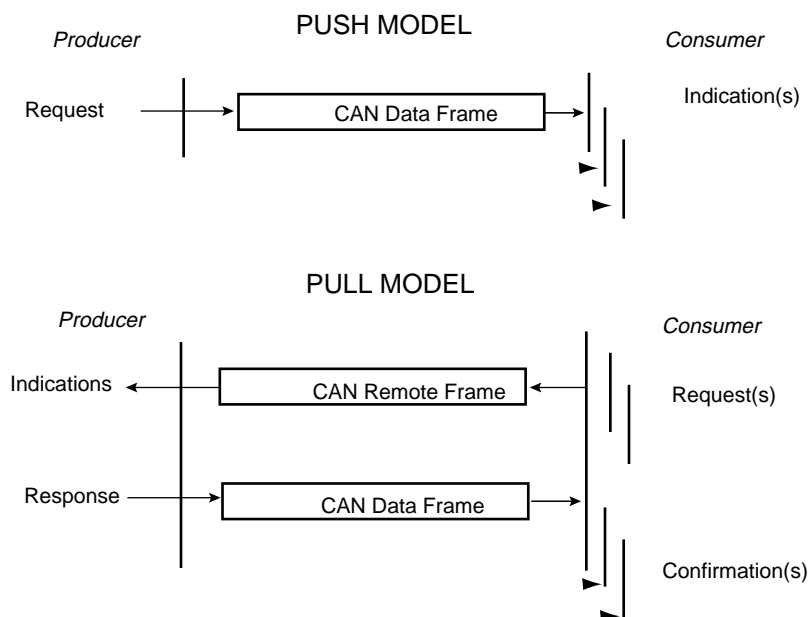 PUSH MODEL
Producer
Consumer
Request
CAN Data Frame
Indication(s)
PULL MODEL
Producer
Consumer
Indications
CAN Remote Frame
Request(s)
Response
CAN Data Frame
Confirmation(s)